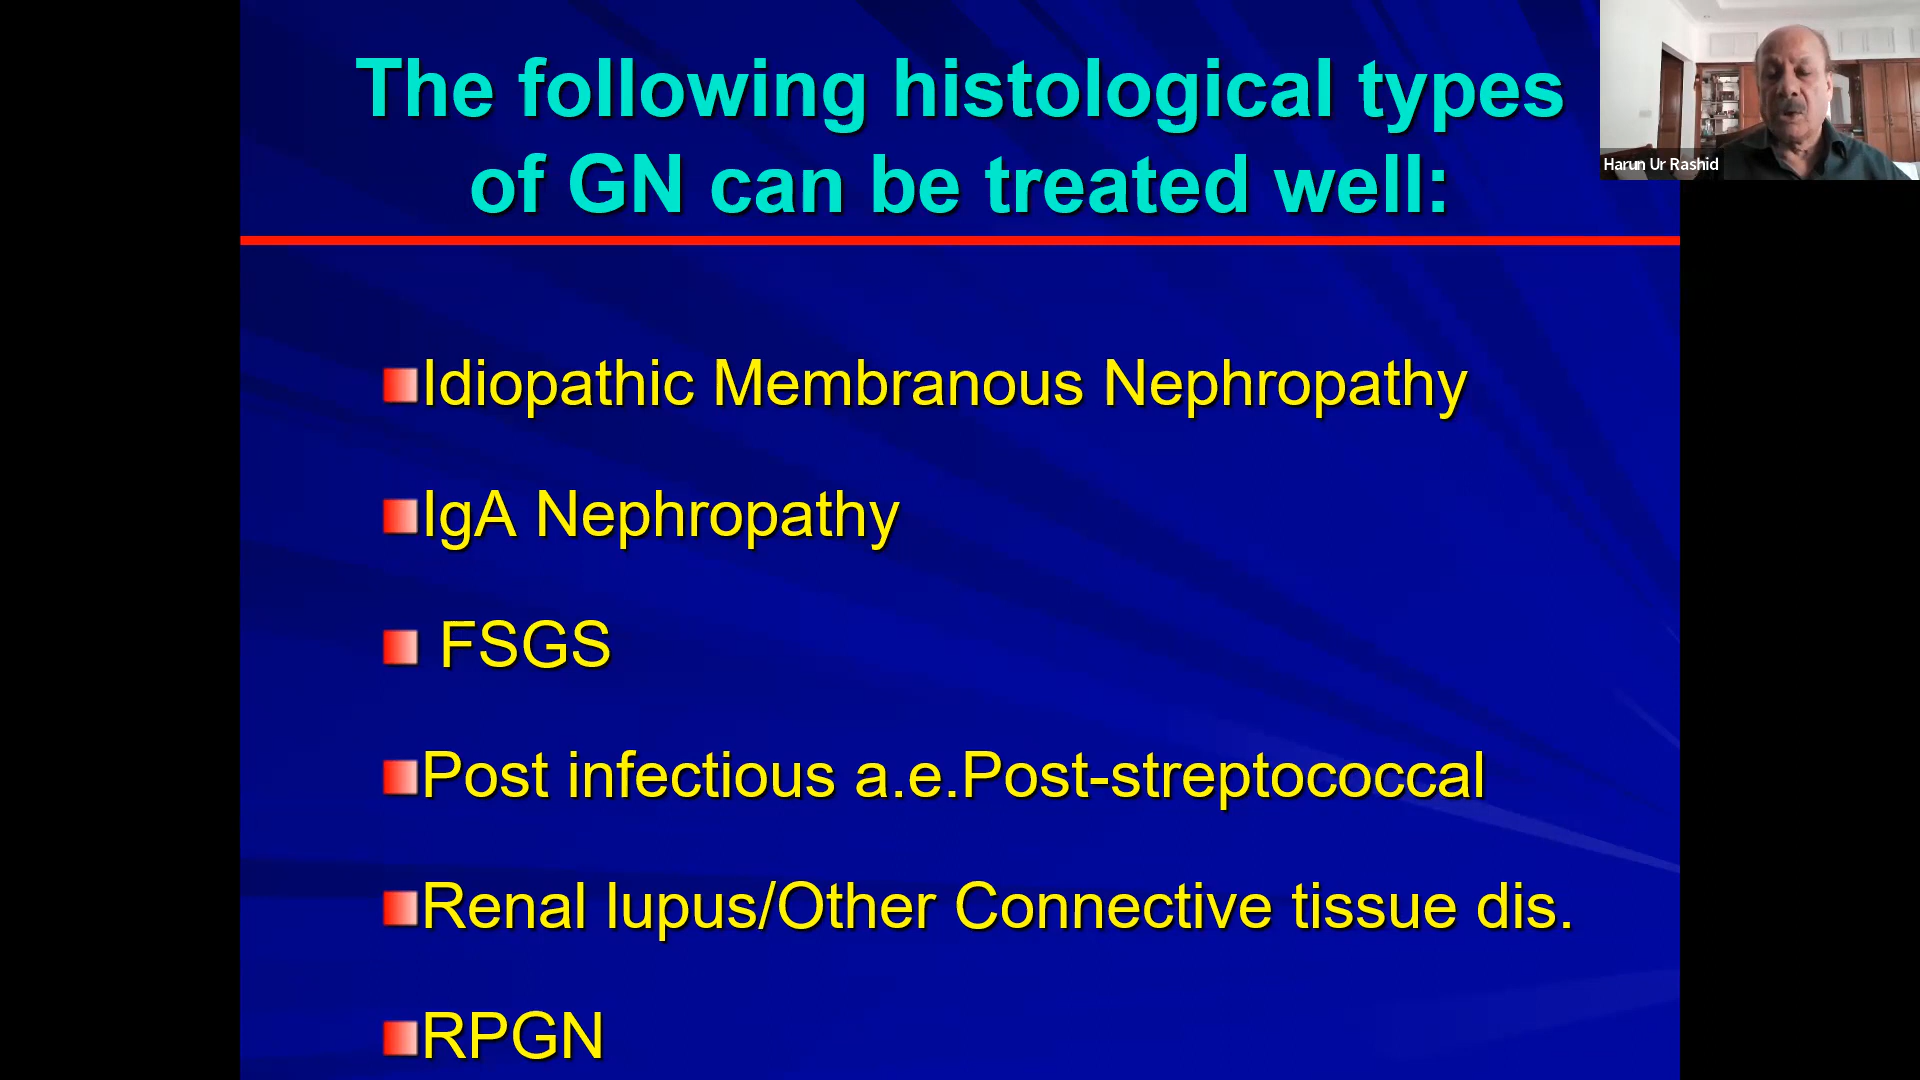 The following histological types
of GN can be treated well:
Harun Ur Rashid
Idiopathic Membranous Nephropathy
IgA Nephropathy
FSGS
Post infectious a.e.Post-streptococcal
Renal lupus/Other Connective tissue dis.
RPGN